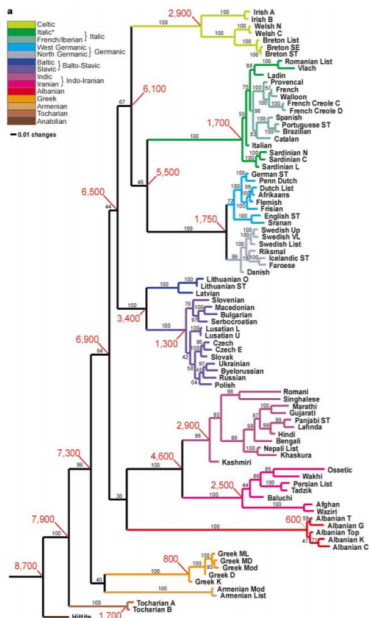 a
Celtic
Italic*
French/Iberian } Italic
West Germanic
North Germanic } Germanic
Baltic
Slavic } Balto-Slavic
Indic
Iranian } Indo-Iranian
Albanian
Greek
Armenian
Tocharian
Anatolian
0.01 changes
2,900
6,100
1,700
5,500
1,750
6,500
3,400
1,300
6,900
2,900
4,600
2,500
7,300
600
7,900
800
8,700
1,700
Irish A
Irish B
Welsh N
Welsh C
Breton List
Breton SE
Breton ST
Romanian List
Vlach
Ladin
Provencal
French
Walloon
French Creole C
French Creole D
Spanish
Portuguese ST
Brazilian
Catalan
Italian
Sardinian N
Sardinian C
Sardinian L
German ST
Penn Dutch
Dutch List
Afrikaans
Flemish
Frisian
English ST
Sranan
Swedish Up
Swedish VL
Swedish List
Riksmal
Icelandic ST
Faroese
Danish
Lithuanian O
Lithuanian ST
Latvian
Slovenian
Macedonian
Bulgarian
Serbocroatian
Lusatian L
Lusatian U
Czech
Czech E
Slovak
Ukrainian
Byelorussian
Russian
Polish
Romani
Singhalese
Marathi
Gujarati
Panjabi ST
Lahnda
Hindi
Bengali
Nepali List
Khaskura
Kashmiri
Ossetic
Wakhi
Persian List
Tadzik
Baluchi
Afghan
Waziri
Albanian T
Albanian G
Albanian Top
Albanian K
Albanian C
Greek ML
Greek MD
Greek Mod
Greek D
Greek K
Armenian Mod
Armenian List
Tocharian A
Tocharian B
Hittite